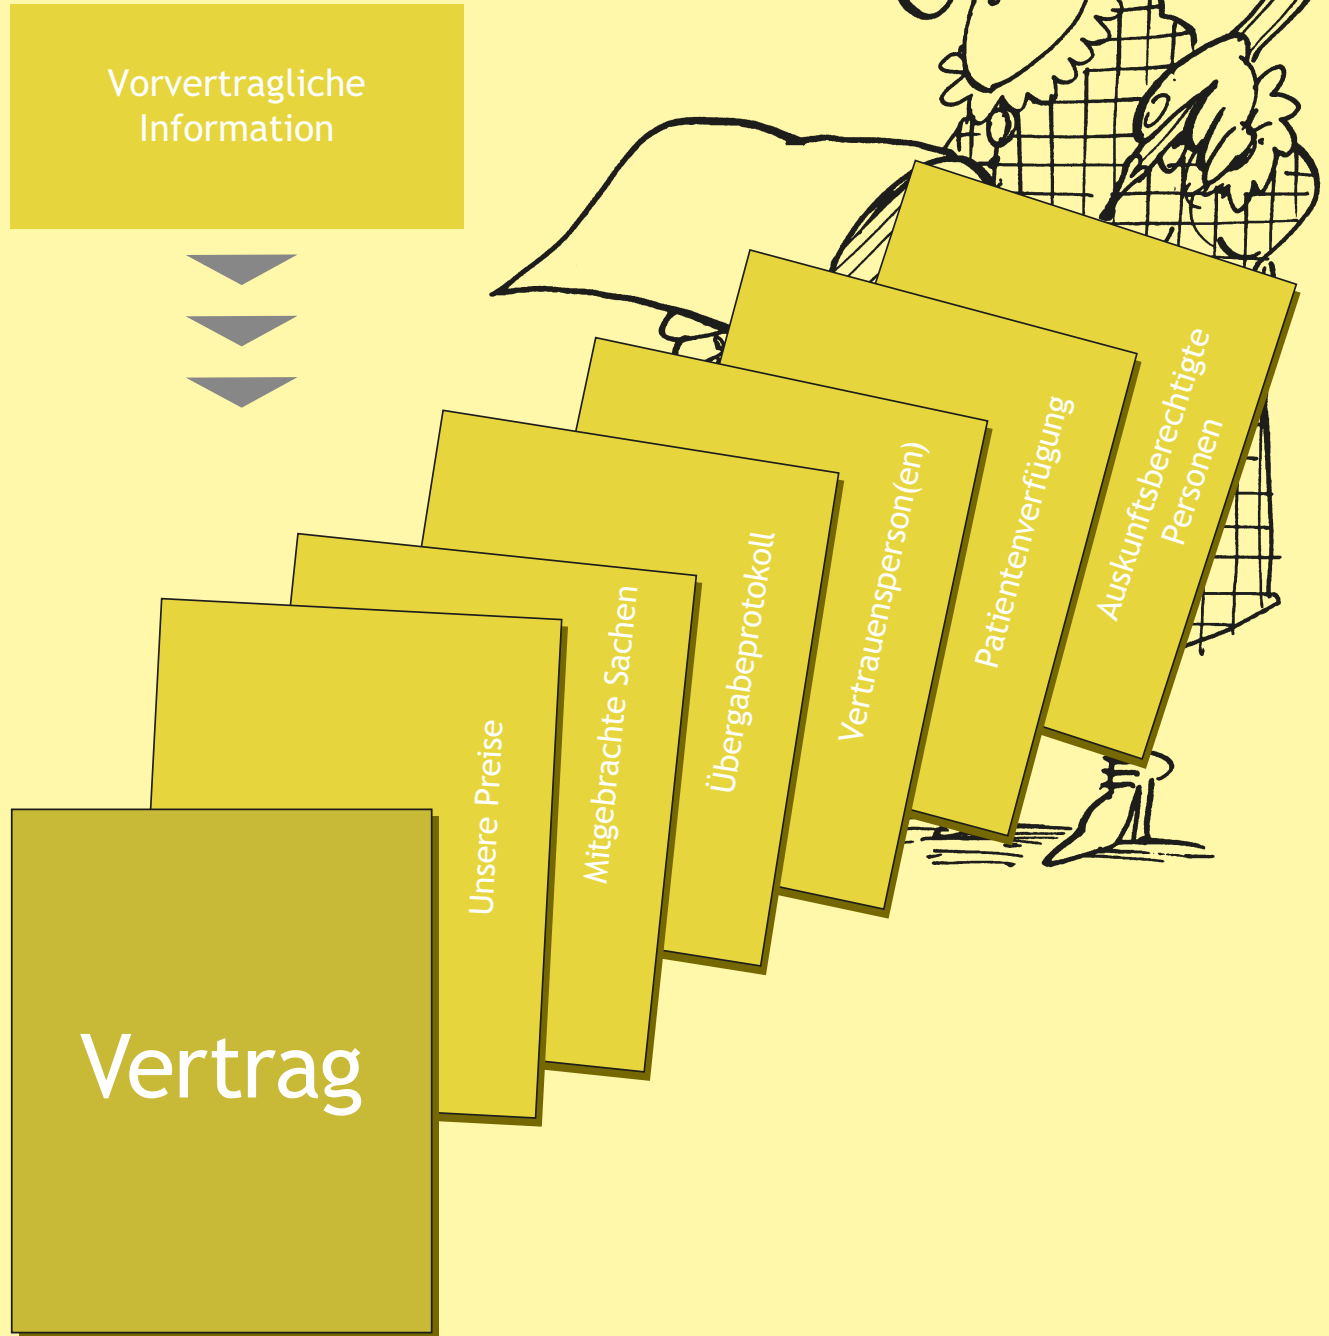 Vorvertragliche
Information
Vertrag
Unsere Preise
Mitgebrachte Sachen
Übergabeprotokoll
Vertrauensperson(en)
Patientenverfügung
Auskunftsberechtigte
Personen